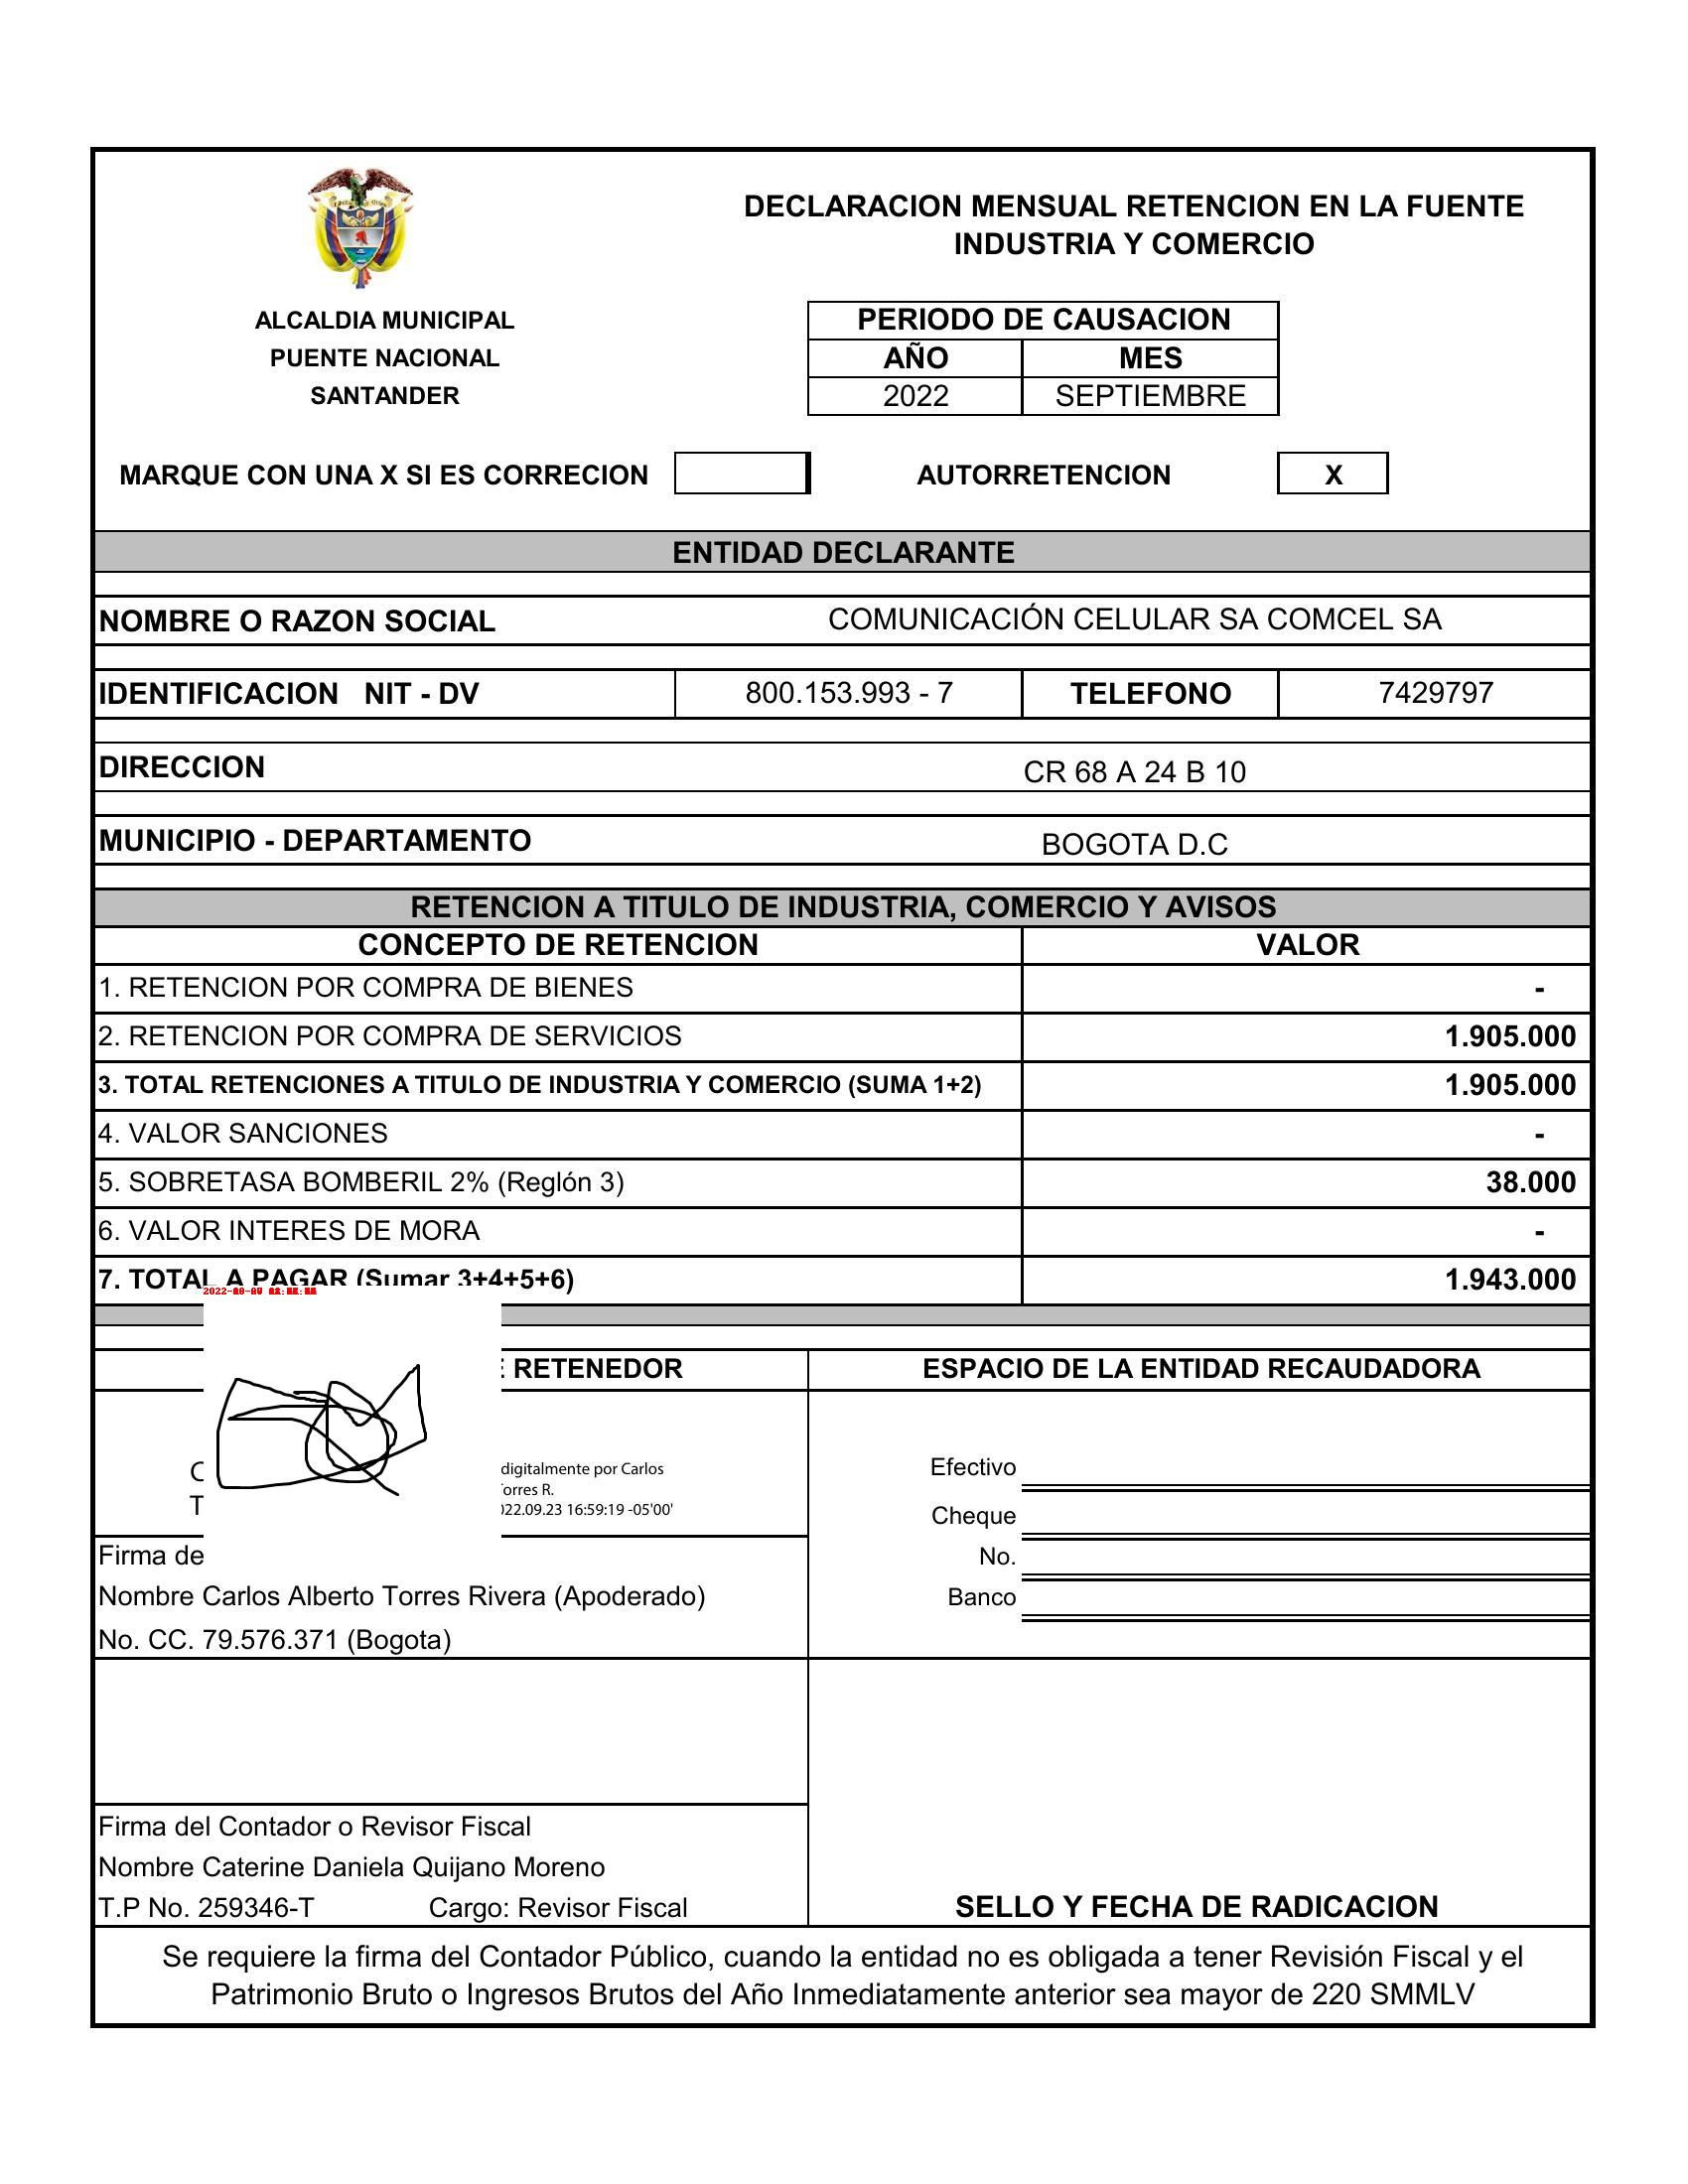 DECLARACION MENSUAL RETENCION EN LA FUENTE
INDUSTRIA Y COMERCIO
ALCALDIA MUNICIPAL
PUENTE NACIONAL
SANTANDER
PERIODO DE CAUSACION
AÑO MES
2022 SEPTIEMBRE
MARQUE CON UNA X SI ES CORRECION AUTORRETENCION X
ENTIDAD DECLARANTE
NOMBRE O RAZON SOCIAL COMUNICACIÓN CELULAR SA COMCEL SA
IDENTIFICACION NIT - DV 800.153.993 - 7 TELEFONO 7429797
DIRECCION CR 68 A 24 B 10
MUNICIPIO - DEPARTAMENTO BOGOTA D.C
RETENCION A TITULO DE INDUSTRIA, COMERCIO Y AVISOS
CONCEPTO DE RETENCION VALOR
1. RETENCION POR COMPRA DE BIENES -
2. RETENCION POR COMPRA DE SERVICIOS 1.905.000
3. TOTAL RETENCIONES A TITULO DE INDUSTRIA Y COMERCIO (SUMA 1+2) 1.905.000
4. VALOR SANCIONES -
5. SOBRETASA BOMBERIL 2% (Reglón 3) 38.000
6. VALOR INTERES DE MORA -
7. TOTAL A PAGAR (Sumar 3+4+5+6) 1.943.000
RETENEDOR ESPACIO DE LA ENTIDAD RECAUDADORA
C digitalmente por Carlos
orres R.
T 22.09.23 16:59:19 -05'00'
Efectivo
Cheque
No.
Banco
Firma de
Nombre Carlos Alberto Torres Rivera (Apoderado)
No. CC. 79.576.371 (Bogota)
Firma del Contador o Revisor Fiscal
Nombre Caterine Daniela Quijano Moreno
T.P No. 259346-T Cargo: Revisor Fiscal
SELLO Y FECHA DE RADICACION
Se requiere la firma del Contador Público, cuando la entidad no es obligada a tener Revisión Fiscal y el
Patrimonio Bruto o Ingresos Brutos del Año Inmediatamente anterior sea mayor de 220 SMMLV